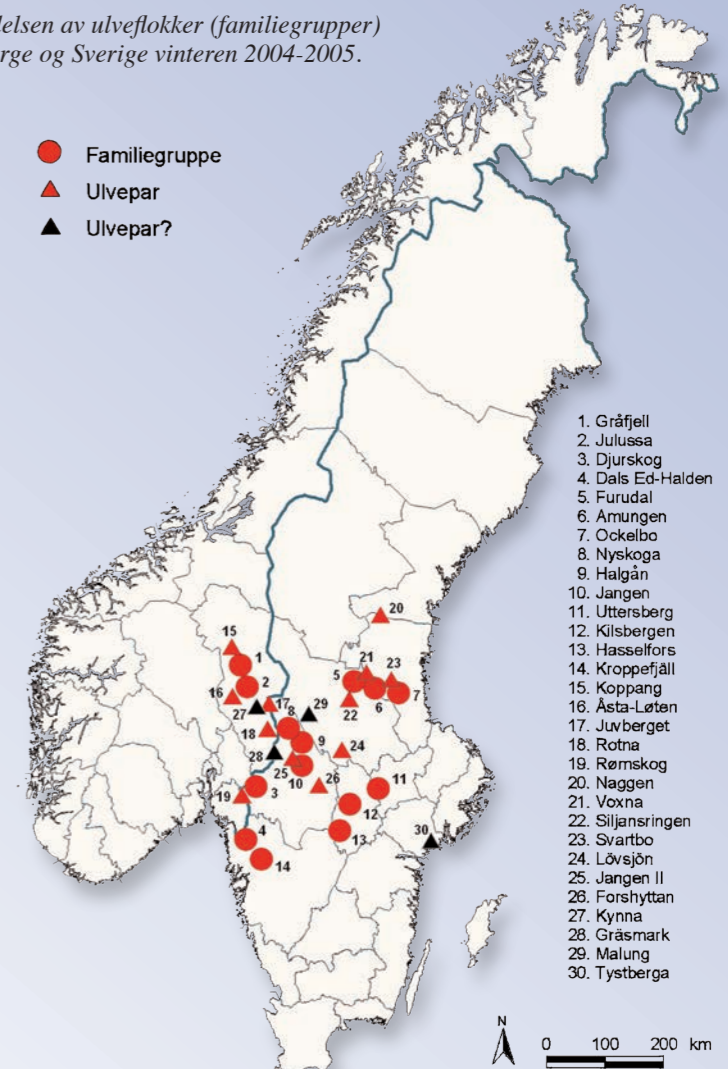 delsen av ulveflokker (familiegrupper)
rge og Sverige vinteren 2004-2005.
Familiegruppe
Ulvepar
Ulvepar?
1. Gråfjell
2. Julussa
3. Djurskog
4. Dals Ed-Halden
5. Furudal
6. Amungen
7. Ockelbo
8. Nyskoga
9. Halgån
10. Jangen
11. Uttersberg
12. Kilsbergen
13. Hasselfors
14. Kroppefjäll
15. Koppang
16. Åsta-Løten
17. Juvberget
18. Rotna
19. Rømskog
20. Naggen
21. Voxna
22. Siljansringen
23. Svartbo
24. Lövsjön
25. Jangen II
26. Forshyttan
27. Kynna
28. Gräsmark
29. Malung
30. Tystberga
20
15
1
21
23
5
2
6
7
16
22
17
29
27
8
18
9
24
28
25
10
26
11
3
19
12
4
13
30
14
N
0 100 200 km